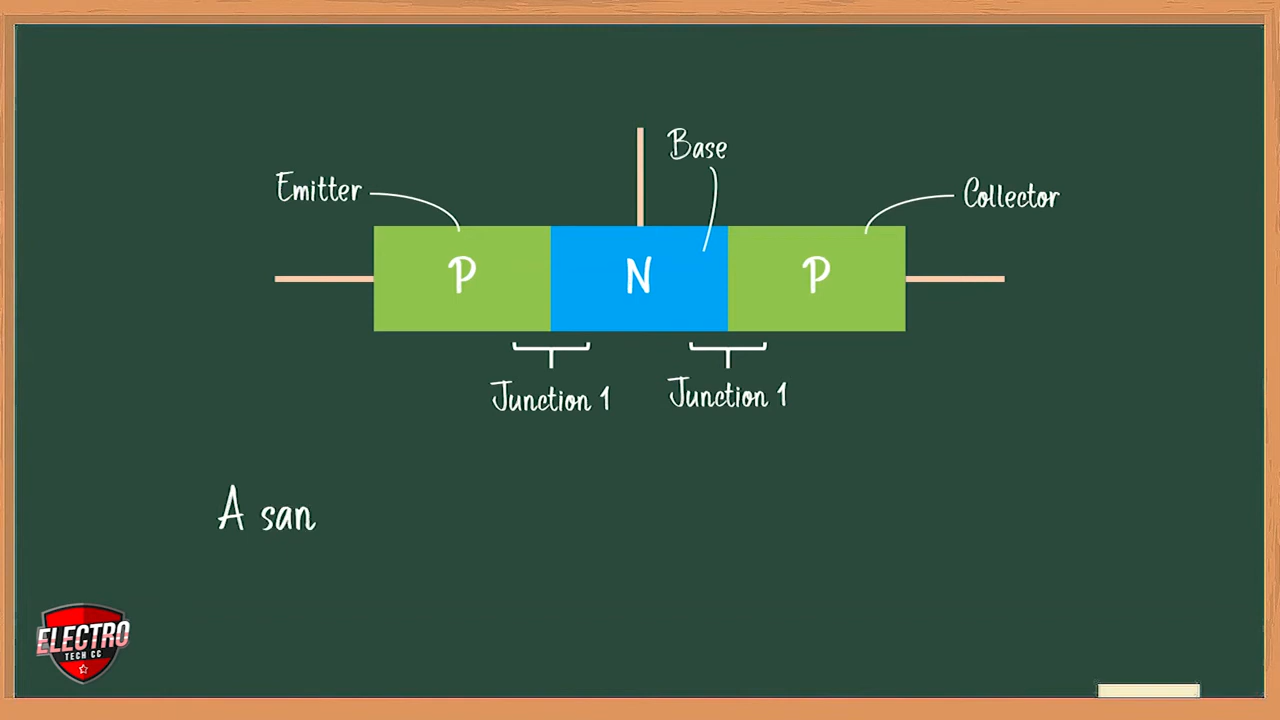 Base
Emitter
Collector
P
N
P
Junction 1
Junction 1
A san
ELECTRO
TECH CC